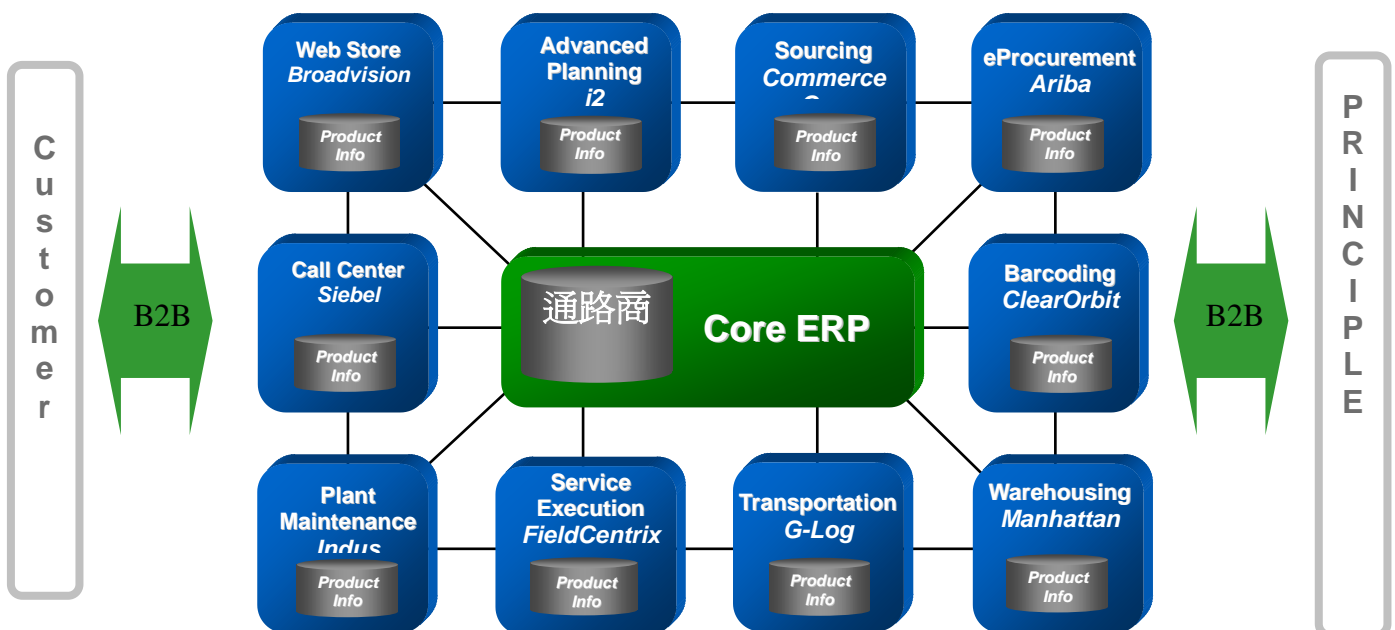 Customer
B2B
Web Store
Broadvision
Product
Info
Advanced
Planning
i2
Product
Info
Sourcing
Commerce
Product
Info
eProcurement
Ariba
Product
Info
Call Center
Siebel
Product
Info
通路商
Core ERP
Barcoding
ClearOrbit
Product
Info
Plant
Maintenance
Indus
Product
Info
Service
Execution
FieldCentrix
Product
Info
Transportation
G-Log
Product
Info
Warehousing
Manhattan
Product
Info
B2B
PRINCIPLE